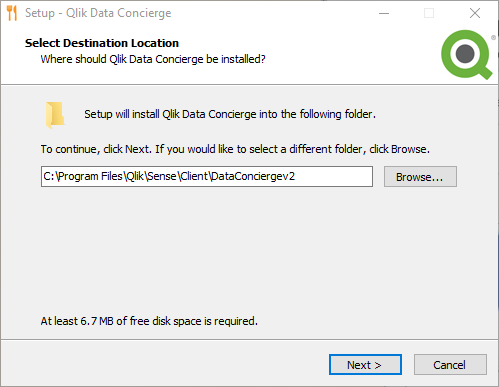 Setup - Qlik Data Concierge
Select Destination Location
Where should Qlik Data Concierge be installed?
Setup will install Qlik Data Concierge into the following folder.
To continue, click Next. If you would like to select a different folder, click Browse.
C:\Program Files\Qlik\Sense\Client\DataConciergev2
Browse...
At least 6.7 MB of free disk space is required.
Next >
Cancel